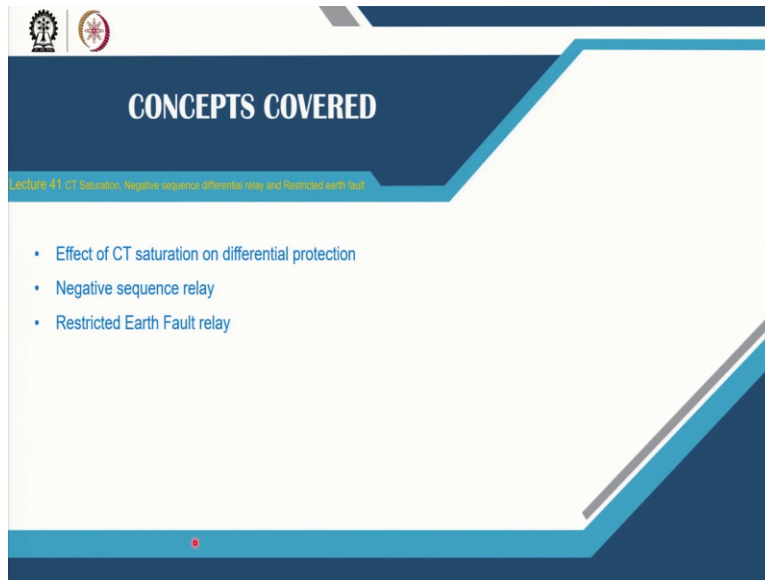 CONCEPTS COVERED
Lecture 41 CT Saturation, Negative sequence differential relay and Restricted earth fault
• Effect of CT saturation on differential protection
• Negative sequence relay
• Restricted Earth Fault relay